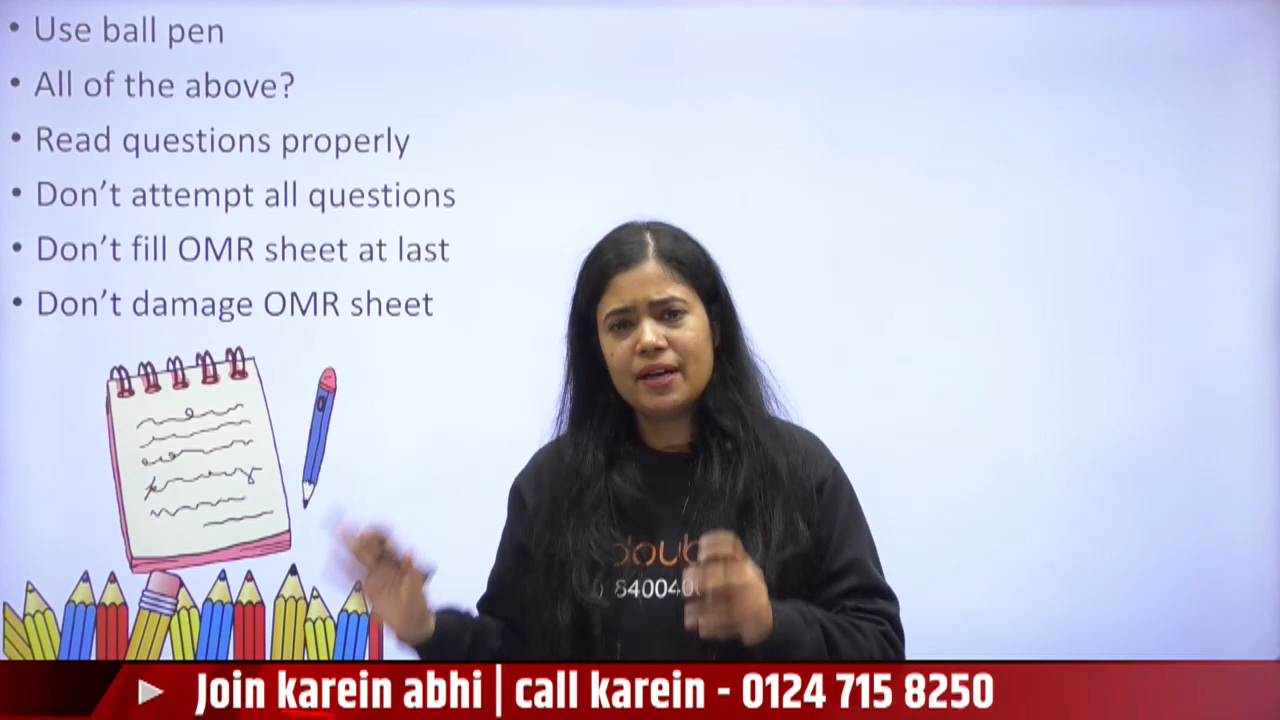 • Use ball pen
• All of the above?
• Read questions properly
• Don’t attempt all questions
• Don’t fill OMR sheet at last
• Don’t damage OMR sheet
Join karein abhi | call karein - 0124 715 8250